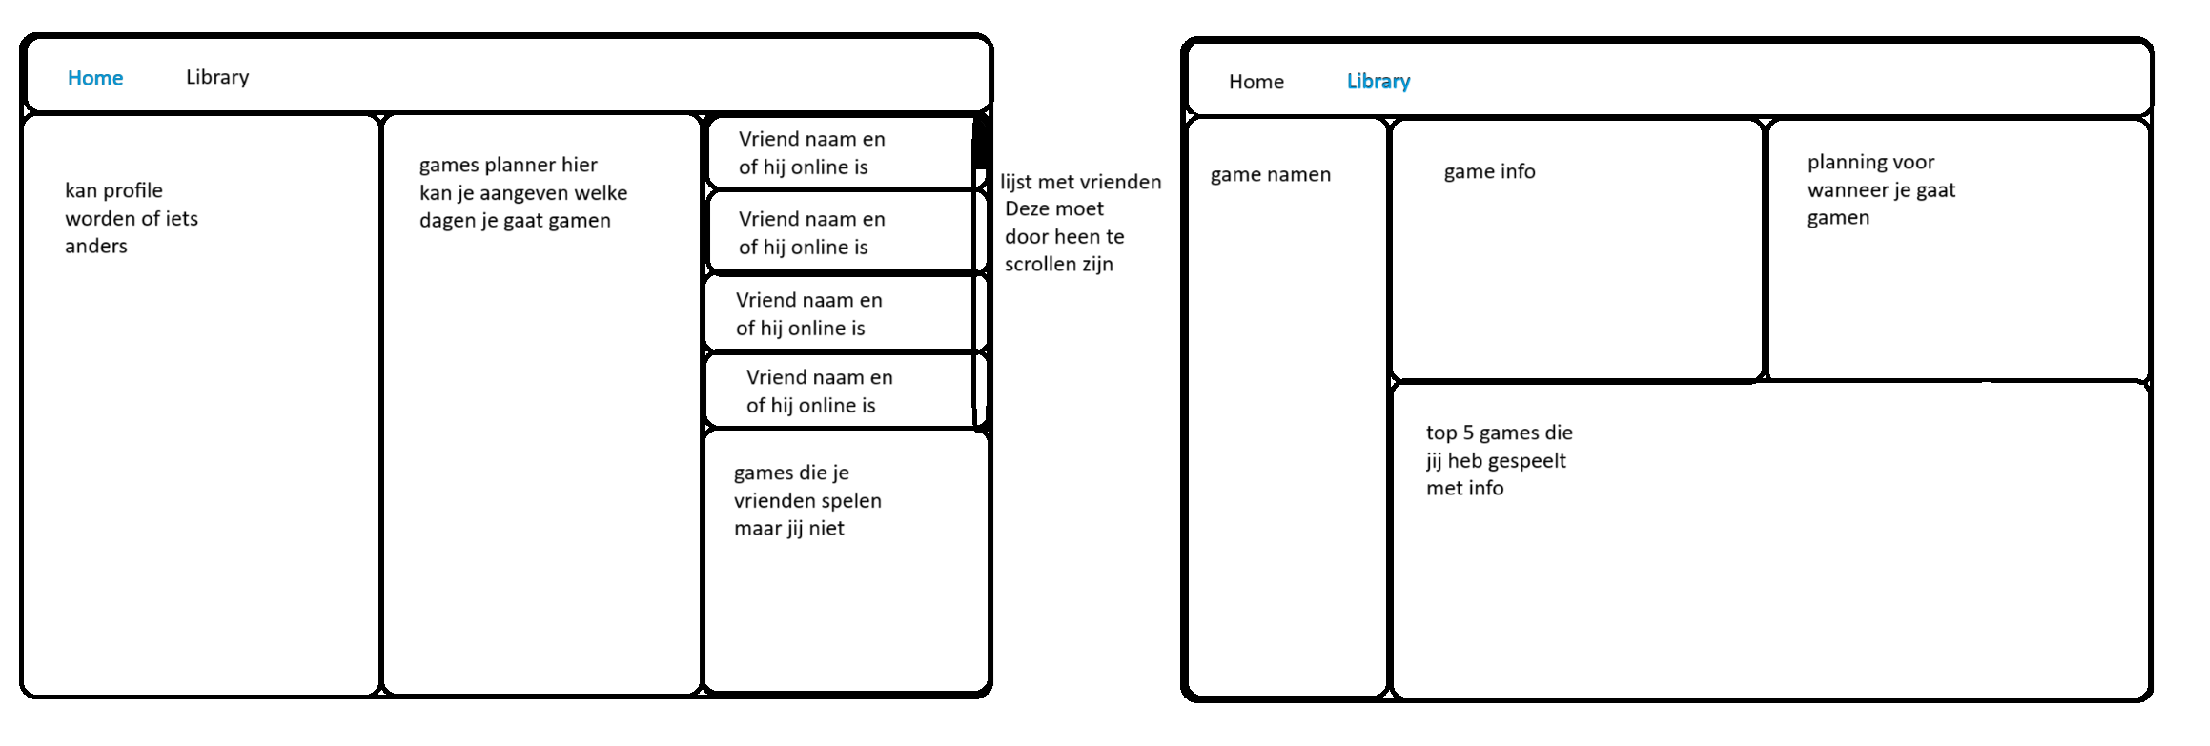 Home Library
kan profile
worden of iets
anders
games planner hier
kan je aangeven welke
dagen je gaat gamen
Vriend naam en
of hij online is
Vriend naam en
of hij online is
Vriend naam en
of hij online is
Vriend naam en
of hij online is
games die je
vrienden spelen
maar jij niet
lijst met vrienden
Deze moet
door heen te
scrollen zijn
Home Library
game namen
game info
planning voor
wanneer je gaat
gamen
top 5 games die
jij heb gespeelt
met info